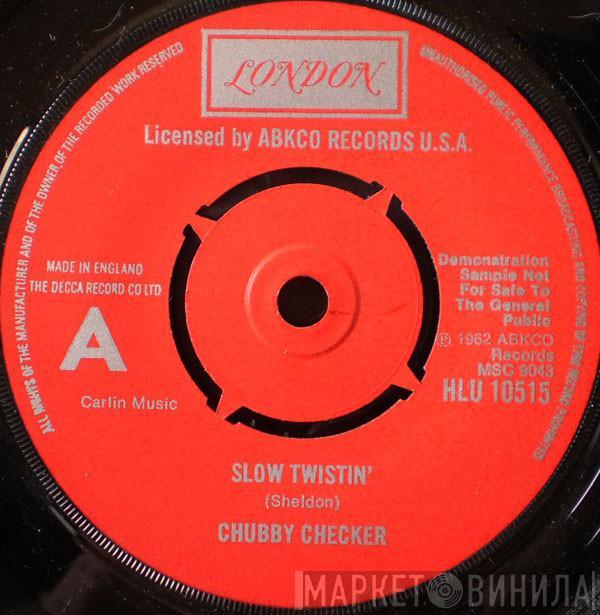 LONDON
Licensed by ABKCO RECORDS U.S.A.
ALL RIGHTS OF THE MANUFACTURER AND OF THE OWNER OF THE RECORDED WORK RESERVED
UNAUTHORISED PUBLIC PERFORMANCE BROADCASTING AND COPYING OF THIS RECORD PROHIBITED
MADE IN ENGLAND
THE DECCA RECORD CO LTD
A
Carlin Music
Demonstration
Sample Not
For Sale To
The General
Public
℗ 1962 ABKCO
Records
MSC 9043
HLU 10515
SLOW TWISTIN'
(Sheldon)
CHUBBY CHECKER
МАРКЕТ ВИНИЛА